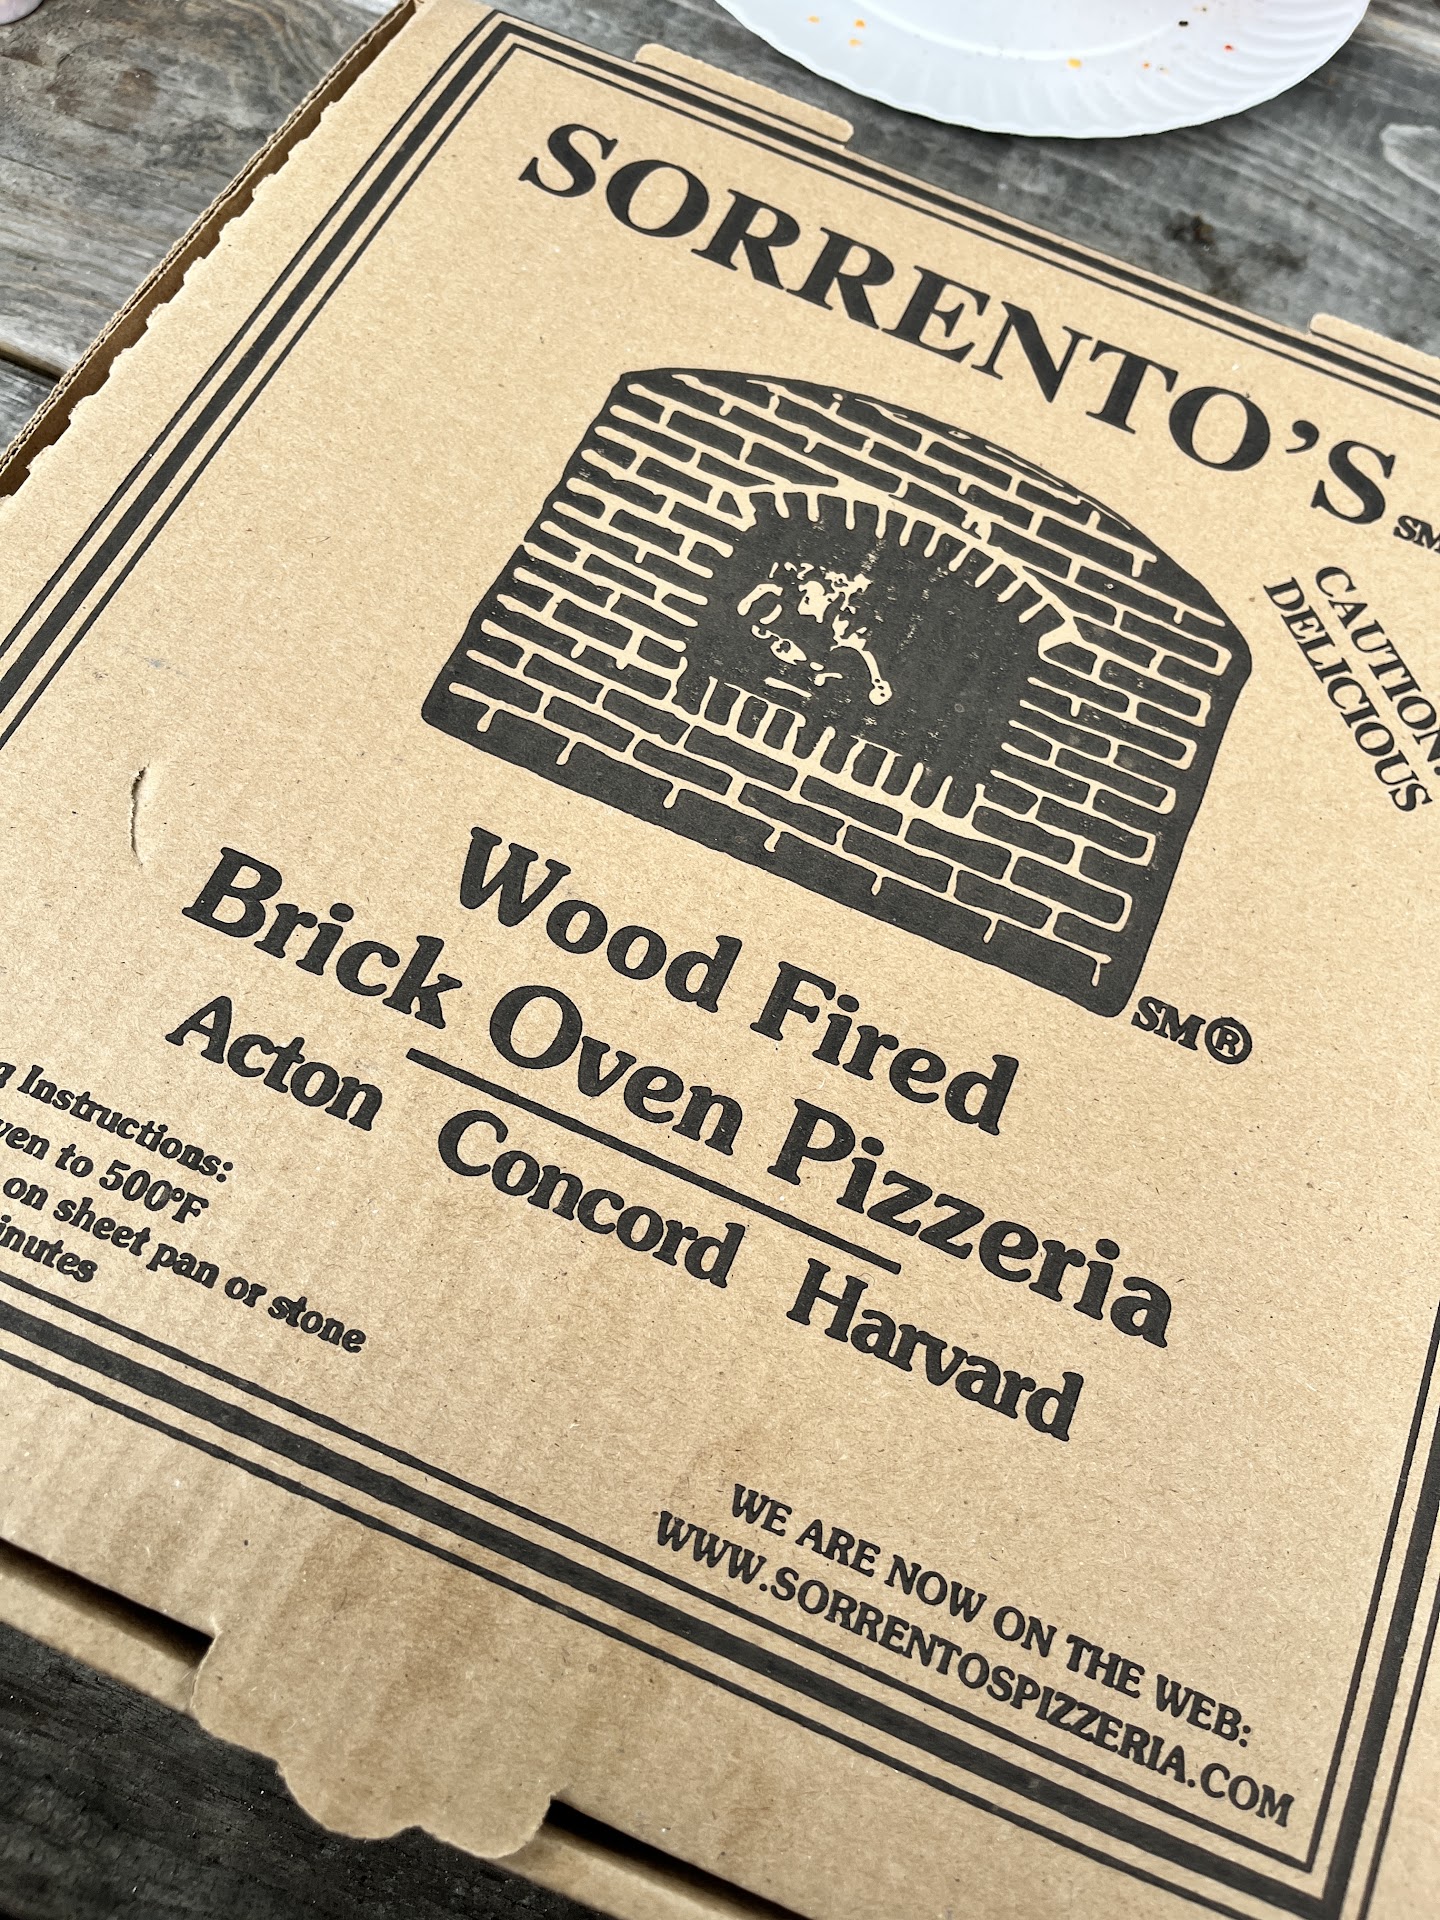 SORRENTO'S SM
CAUTION:
DELICIOUS
SM®
Wood Fired
Brick Oven Pizzeria
Acton Concord Harvard
Instructions:
to 500°F
on sheet pan or stone
WE ARE NOW ON THE WEB:
WWW.SORRENTOSPIZZERIA.COM